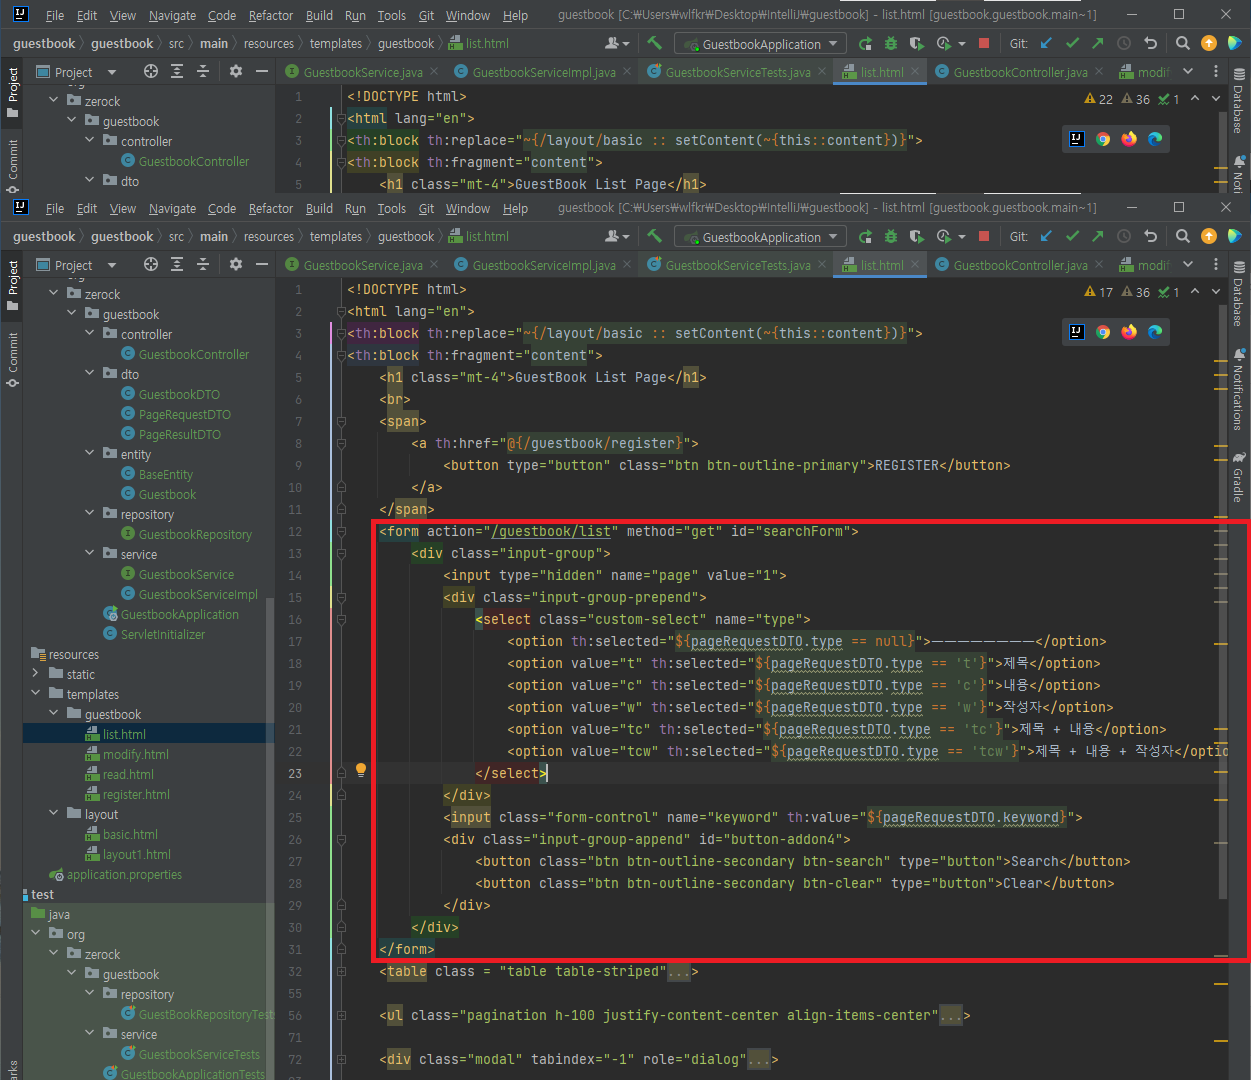 File Edit View Navigate Code Refactor Build Run Tools Git Window Help guestbook [C:₩Users₩wlfkr₩Desktop₩IntelliJ₩guestbook] - list.html [guestbook.guestbook.main~1]
guestbook guestbook src main resources templates guestbook list.html GuestbookApplication Git:
Project GuestbookService.java GuestbookServiceImpl.java GuestbookServiceTests.java list.html GuestbookController.java modif
Project
Commit
Database
Noti
zerock
guestbook
controller
GuestbookController
dto
22 36 1
1 <!DOCTYPE html>
2 <html lang="en">
3 <th:block th:replace="~{/layout/basic :: setContent(~{this::content})}">
4 <th:block th:fragment="content">
5 <h1 class="mt-4">GuestBook List Page</h1>
File Edit View Navigate Code Refactor Build Run Tools Git Window Help guestbook [C:₩Users₩wlfkr₩Desktop₩IntelliJ₩guestbook] - list.html [guestbook.guestbook.main~1]
guestbook guestbook src main resources templates guestbook list.html GuestbookApplication Git:
Project GuestbookService.java GuestbookServiceImpl.java GuestbookServiceTests.java list.html GuestbookController.java modif
Project
Commit
Database
Notifications
Gradle
org
zerock
guestbook
controller
GuestbookController
dto
GuestbookDTO
PageRequestDTO
PageResultDTO
entity
BaseEntity
Guestbook
repository
GuestbookRepository
service
GuestbookService
GuestbookServiceImpl
GuestbookApplication
ServletInitializer
resources
static
templates
guestbook
list.html
modify.html
read.html
register.html
layout
basic.html
layout1.html
application.properties
test
java
org
zerock
guestbook
repository
GuestBookRepositoryTests
service
GuestbookServiceTests
GuestbookApplicationTests
17 36 1
1 <!DOCTYPE html>
2 <html lang="en">
3 <th:block th:replace="~{/layout/basic :: setContent(~{this::content})}">
4 <th:block th:fragment="content">
5 <h1 class="mt-4">GuestBook List Page</h1>
6 <br>
7 <span>
8 <a th:href="@{/guestbook/register}">
9 <button type="button" class="btn btn-outline-primary">REGISTER</button>
10 </a>
11 </span>
12 <form action="/guestbook/list" method="get" id="searchForm">
13 <div class="input-group">
14 <input type="hidden" name="page" value="1">
15 <div class="input-group-prepend">
16 <select class="custom-select" name="type">
17 <option th:selected="${pageRequestDTO.type == null}">ㅡㅡㅡㅡㅡㅡㅡㅡ</option>
18 <option value="t" th:selected="${pageRequestDTO.type == 't'}">제목</option>
19 <option value="c" th:selected="${pageRequestDTO.type == 'c'}">내용</option>
20 <option value="w" th:selected="${pageRequestDTO.type == 'w'}">작성자</option>
21 <option value="tc" th:selected="${pageRequestDTO.type == 'tc'}">제목 + 내용</option>
22 <option value="tcw" th:selected="${pageRequestDTO.type == 'tcw'}">제목 + 내용 + 작성자</optio
23 </select>
24 </div>
25 <input class="form-control" name="keyword" th:value="${pageRequestDTO.keyword}">
26 <div class="input-group-append" id="button-addon4">
27 <button class="btn btn-outline-secondary btn-search" type="button">Search</button>
28 <button class="btn btn-outline-secondary btn-clear" type="button">Clear</button>
29 </div>
30 </div>
31 </form>
32 <table class = "table table-striped"...>
55
56 <ul class="pagination h-100 justify-content-center align-items-center"...>
71
72 <div class="modal" tabindex="-1" role="dialog"...>